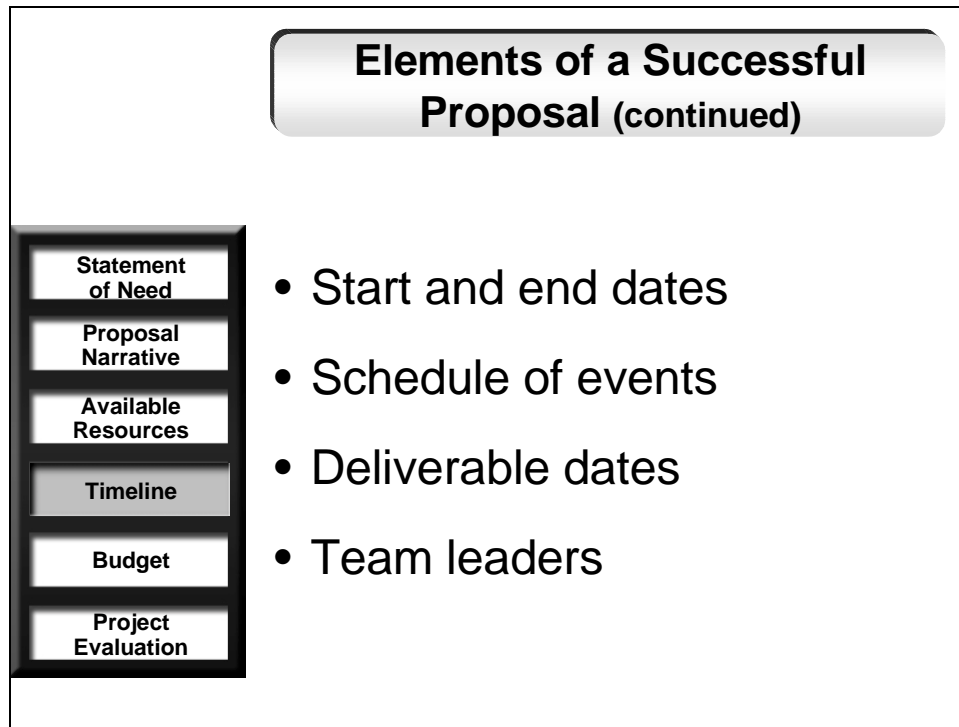 Elements of a Successful
Proposal (continued)
Statement
of Need
Proposal
Narrative
Available
Resources
Timeline
Budget
Project
Evaluation
• Start and end dates
• Schedule of events
• Deliverable dates
• Team leaders